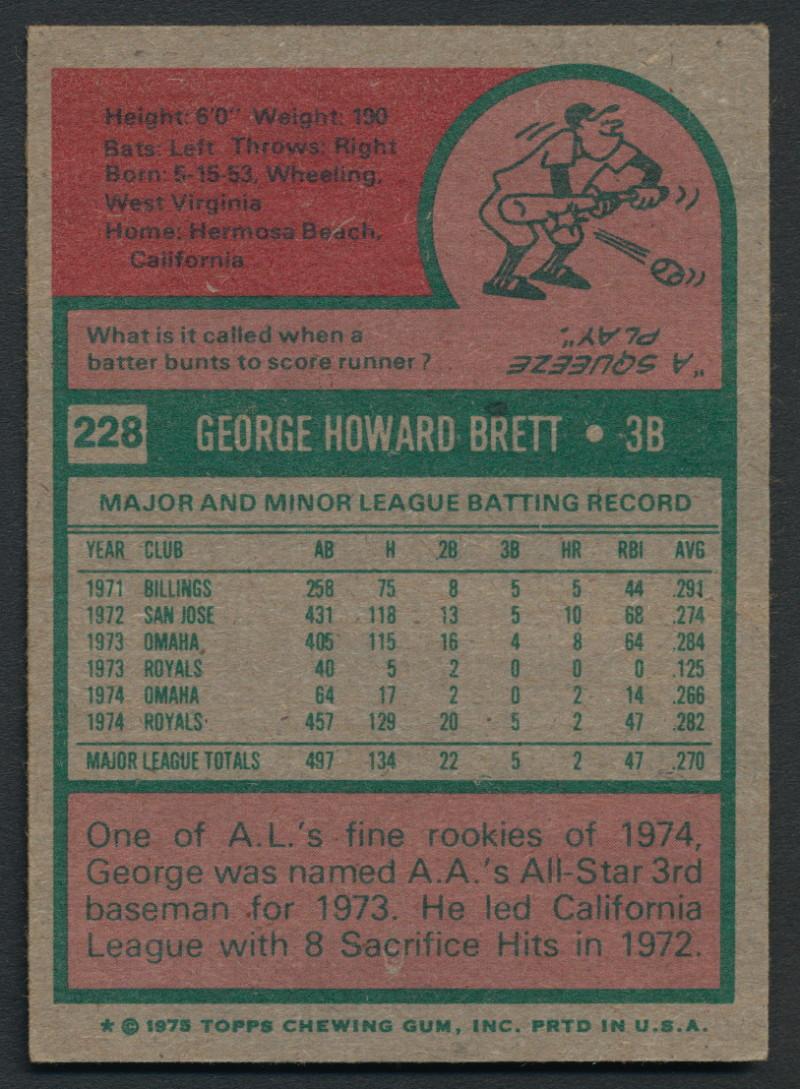 Height: 6'0" Weight: 190
Bats: Left Throws: Right
Born: 5-15-53, Wheeling,
West Virginia
Home: Hermosa Beach,
California
What is it called when a
batter bunts to score runner?
"A SQUEEZE
PLAY".
228 GEORGE HOWARD BRETT • 3B
MAJOR AND MINOR LEAGUE BATTING RECORD
YEAR CLUB AB H 2B 3B HR RBI AVG
1971 BILLINGS 258 75 8 5 5 44 .291
1972 SAN JOSE 431 118 13 5 10 68 .274
1973 OMAHA 405 115 16 4 8 64 .284
1973 ROYALS 40 5 2 0 0 0 .125
1974 OMAHA 64 17 2 0 2 14 .266
1974 ROYALS 457 129 20 5 2 47 .282
MAJOR LEAGUE TOTALS 497 134 22 5 2 47 .270
One of A.L.'s fine rookies of 1974,
George was named A.A.'s All-Star 3rd
baseman for 1973. He led California
League with 8 Sacrifice Hits in 1972.
* © 1975 TOPPS CHEWING GUM, INC. PRTD IN U.S.A.